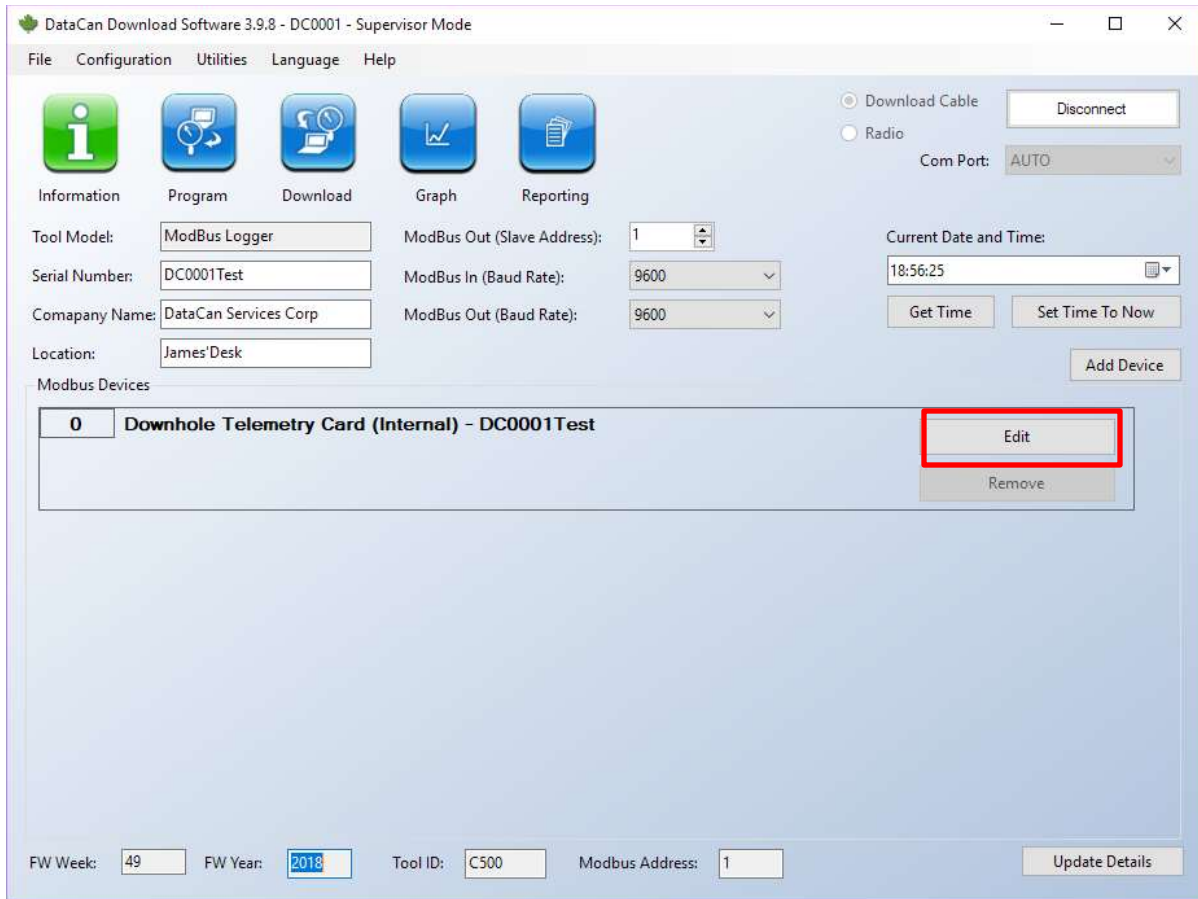 DataCan Download Software 3.9.8 - DC0001 - Supervisor Mode
File Configuration Utilities Language Help
Download Cable
Radio
Disconnect
Com Port: AUTO
Information Program Download Graph Reporting
Tool Model: ModBus Logger
Serial Number: DC0001Test
Comapany Name: DataCan Services Corp
Location: James'Desk
ModBus Out (Slave Address): 1
ModBus In (Baud Rate): 9600
ModBus Out (Baud Rate): 9600
Current Date and Time:
18:56:25
Get Time Set Time To Now
Add Device
Modbus Devices
0 Downhole Telemetry Card (Internal) - DC0001Test
Edit
Remove
FW Week: 49 FW Year: 2018 Tool ID: C500 Modbus Address: 1 Update Details